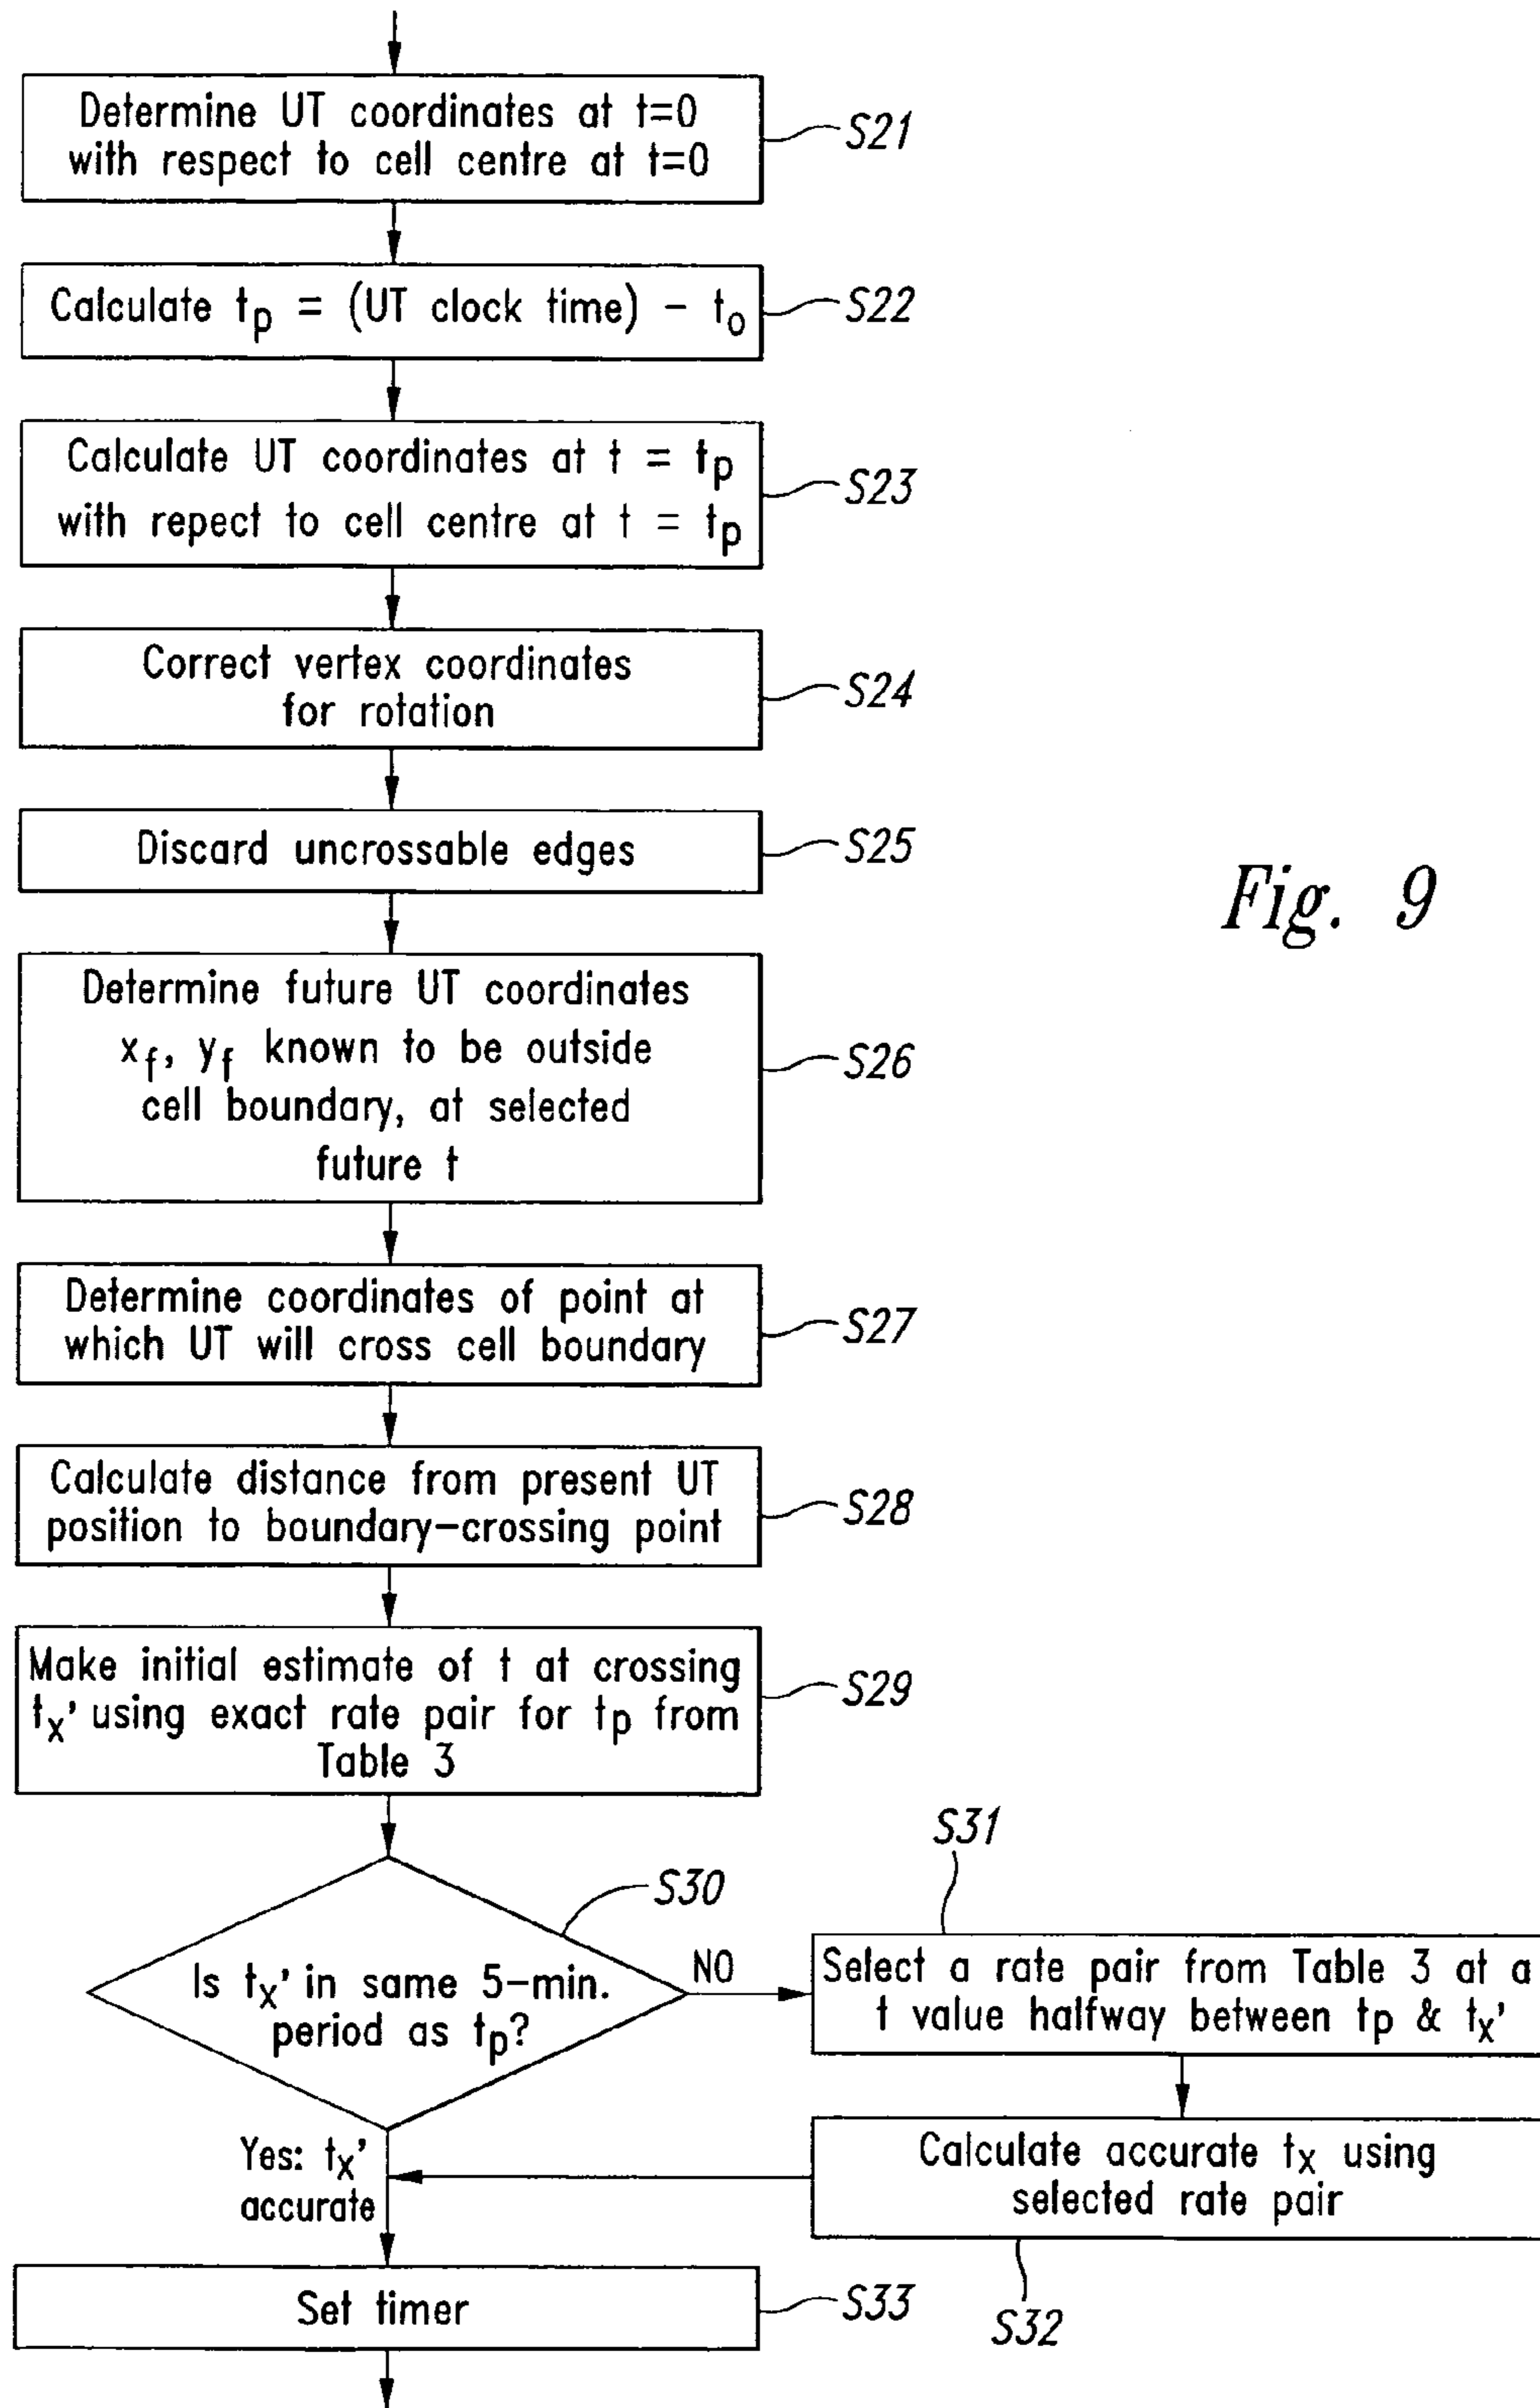 Determine UT coordinates at t=0
with respect to cell centre at t=0
S21
Calculate tp = (UT clock time) - to
S22
Calculate UT coordinates at t = tp
with repect to cell centre at t = tp
S23
Correct vertex coordinates
for rotation
S24
Discard uncrossable edges
S25
Fig. 9
Determine future UT coordinates
xf, yf known to be outside
cell boundary, at selected
future t
S26
Determine coordinates of point at
which UT will cross cell boundary
S27
Calculate distance from present UT
position to boundary-crossing point
S28
Make initial estimate of t at crossing
tx' using exact rate pair for tp from
Table 3
S29
Is tx' in same 5-min.
period as tp?
S30
NO
S31
Select a rate pair from Table 3 at a
t value halfway between tp & tx'
Yes: tx'
accurate
Calculate accurate tx using
selected rate pair
S32
Set timer
S33